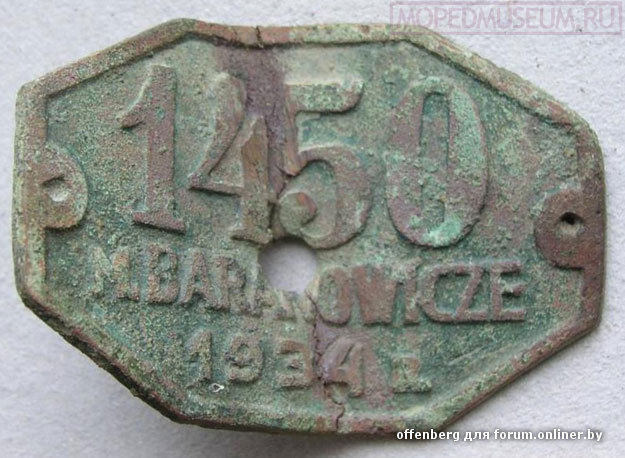 MOPEDMUSEUM.RU
1450
M.BARANOWICZE
1934
offenberg для forum.onliner.by